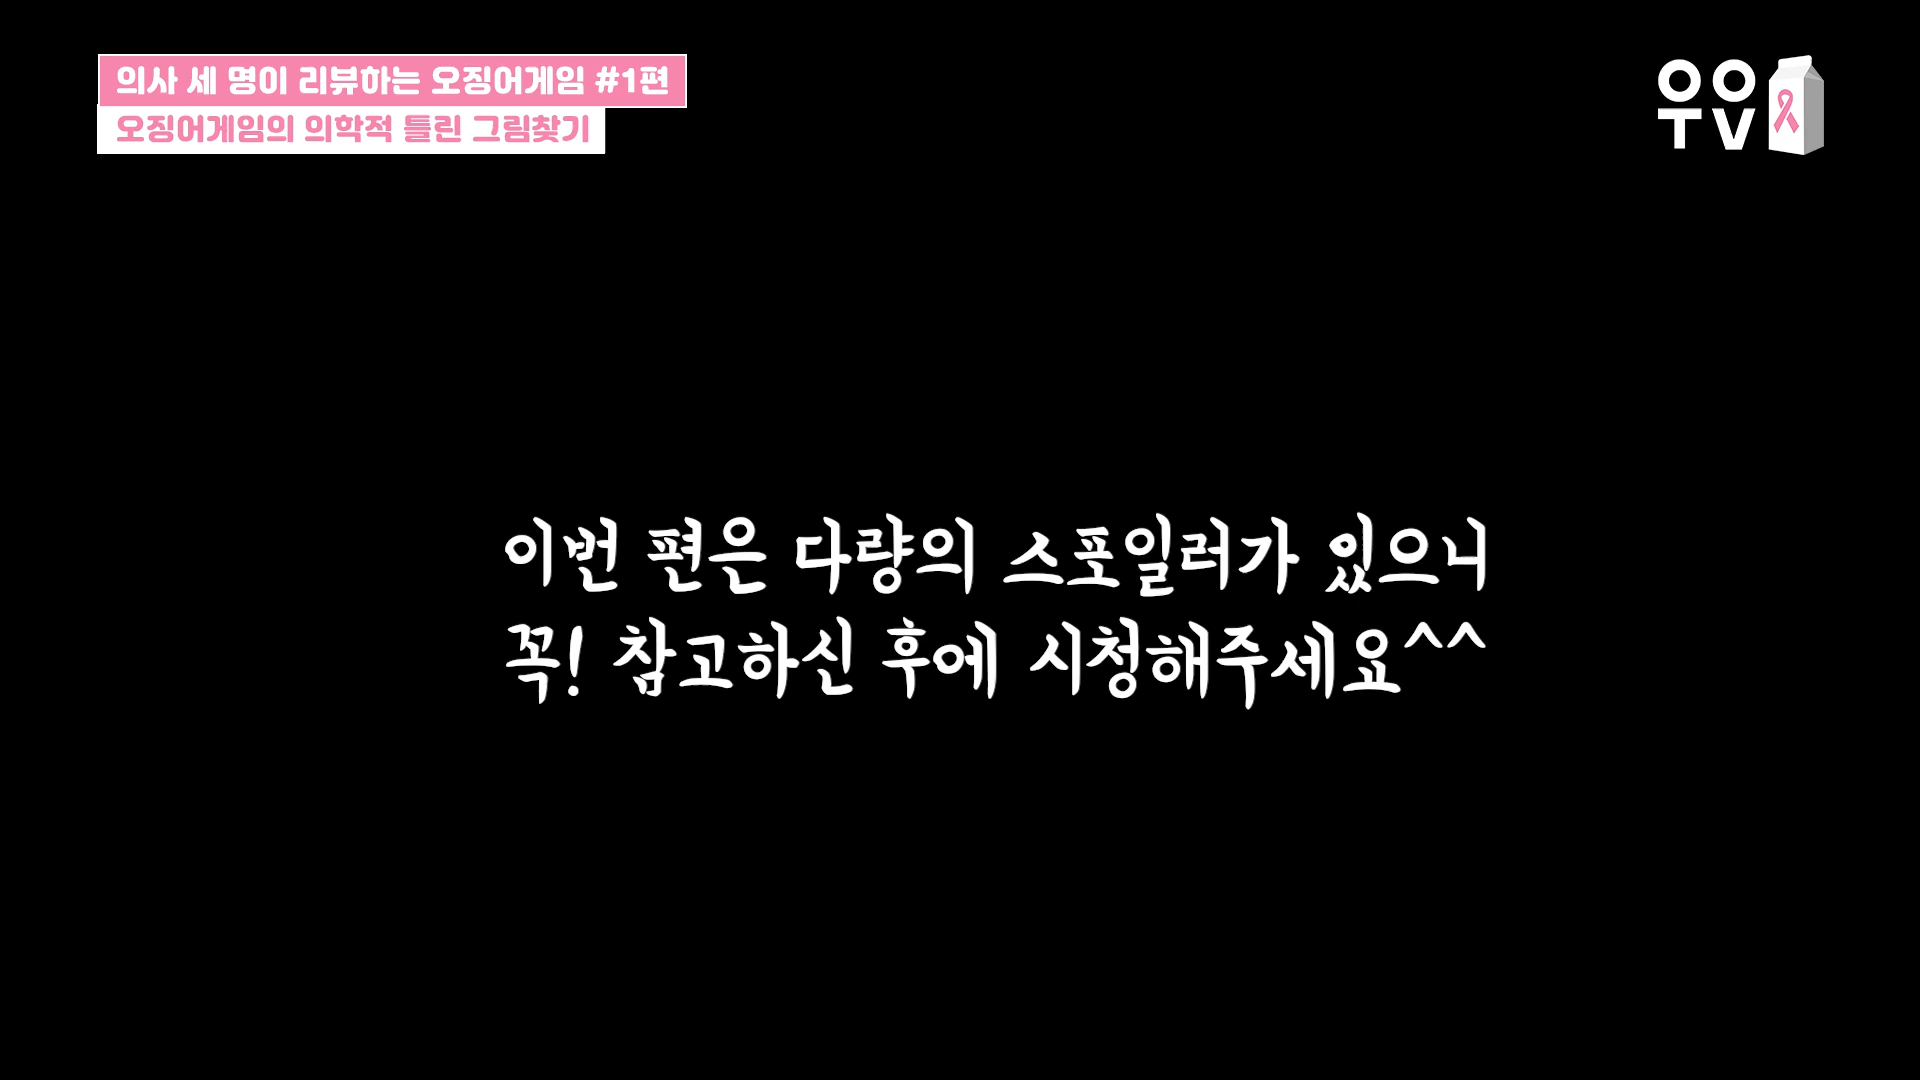 의사 세 명이 리뷰하는 오징어게임 #1편
오징어게임의 의학적 틀린 그림찾기
유유
TV
이번 편은 다량의 스포일러가 있으니
꼭! 참고하신 후에 시청해주세요^^